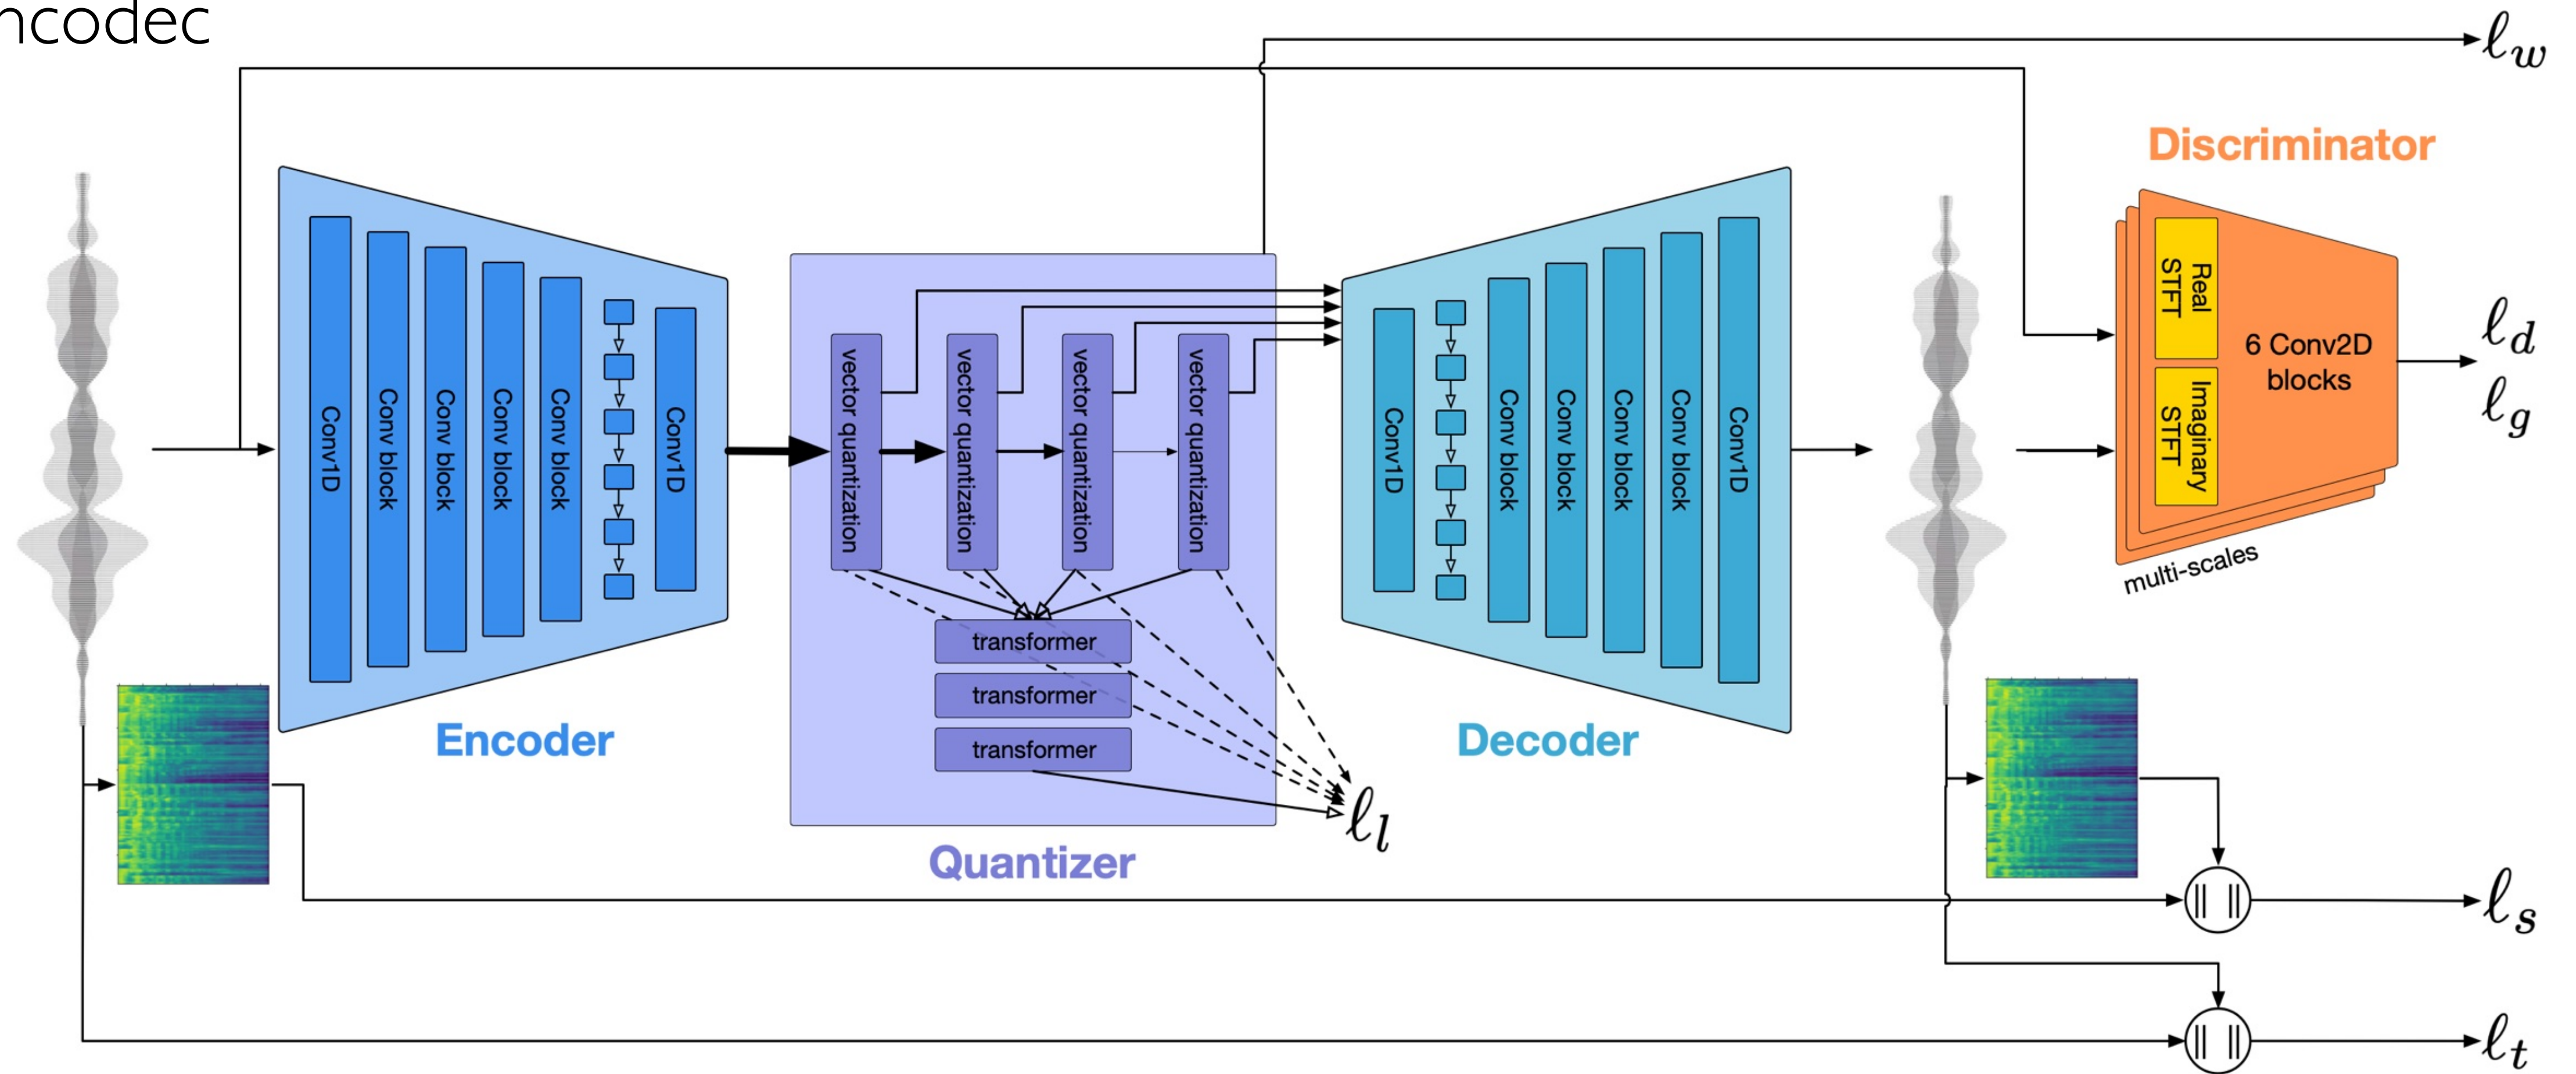 ncodec
ℓw
Discriminator
Real STFT
Imaginary STFT
6 Conv2D
blocks
multi-scales
ℓd
ℓg
Conv1D
Conv block
Conv block
Conv block
Conv block
Conv1D
Encoder
vector quantization
vector quantization
vector quantization
vector quantization
transformer
transformer
transformer
Quantizer
ℓl
Conv1D
Conv block
Conv block
Conv block
Conv block
Conv1D
Decoder
|| ||
ℓs
|| ||
ℓt